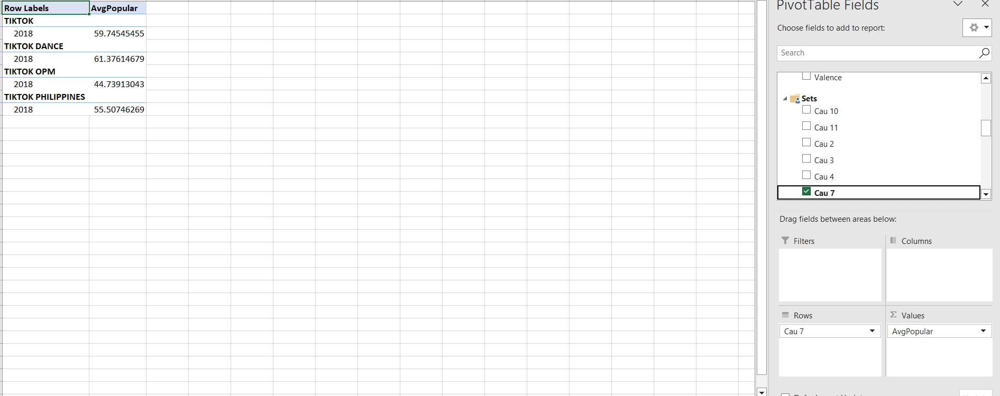 Row Labels AvgPopular
TIKTOK
2018 59.74545455
TIKTOK DANCE
2018 61.37614679
TIKTOK OPM
2018 44.73913043
TIKTOK PHILIPPINES
2018 55.50746269
PivotTable Fields
Choose fields to add to report:
Search
Valence
Sets
Cau 10
Cau 11
Cau 2
Cau 3
Cau 4
Cau 7
Drag fields between areas below:
Filters
Columns
Rows
Σ Values
Cau 7
AvgPopular